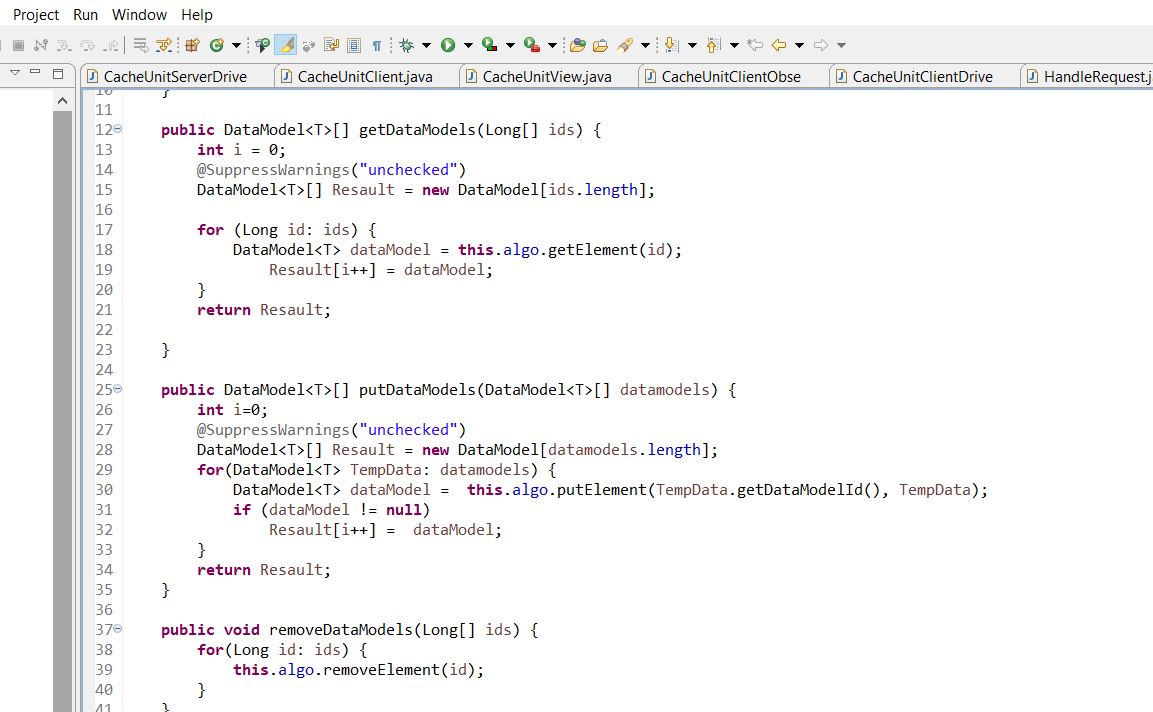 Project Run Window Help
CacheUnitServerDrive CacheUnitClient.java CacheUnitView.java CacheUnitClientObse CacheUnitClientDrive HandleRequest.j
10 }
11
12 public DataModel<T>[] getDataModels(Long[] ids) {
13 int i = 0;
14 @SuppressWarnings("unchecked")
15 DataModel<T>[] Resault = new DataModel[ids.length];
16
17 for (Long id: ids) {
18 DataModel<T> dataModel = this.algo.getElement(id);
19 Resault[i++] = dataModel;
20 }
21 return Resault;
22
23 }
24
25 public DataModel<T>[] putDataModels(DataModel<T>[] datamodels) {
26 int i=0;
27 @SuppressWarnings("unchecked")
28 DataModel<T>[] Resault = new DataModel[datamodels.length];
29 for(DataModel<T> TempData: datamodels) {
30 DataModel<T> dataModel =  this.algo.putElement(TempData.getDataModelId(), TempData);
31 if (dataModel != null)
32 Resault[i++] =  dataModel;
33 }
34 return Resault;
35 }
36
37 public void removeDataModels(Long[] ids) {
38 for(Long id: ids) {
39 this.algo.removeElement(id);
40 }
41 }